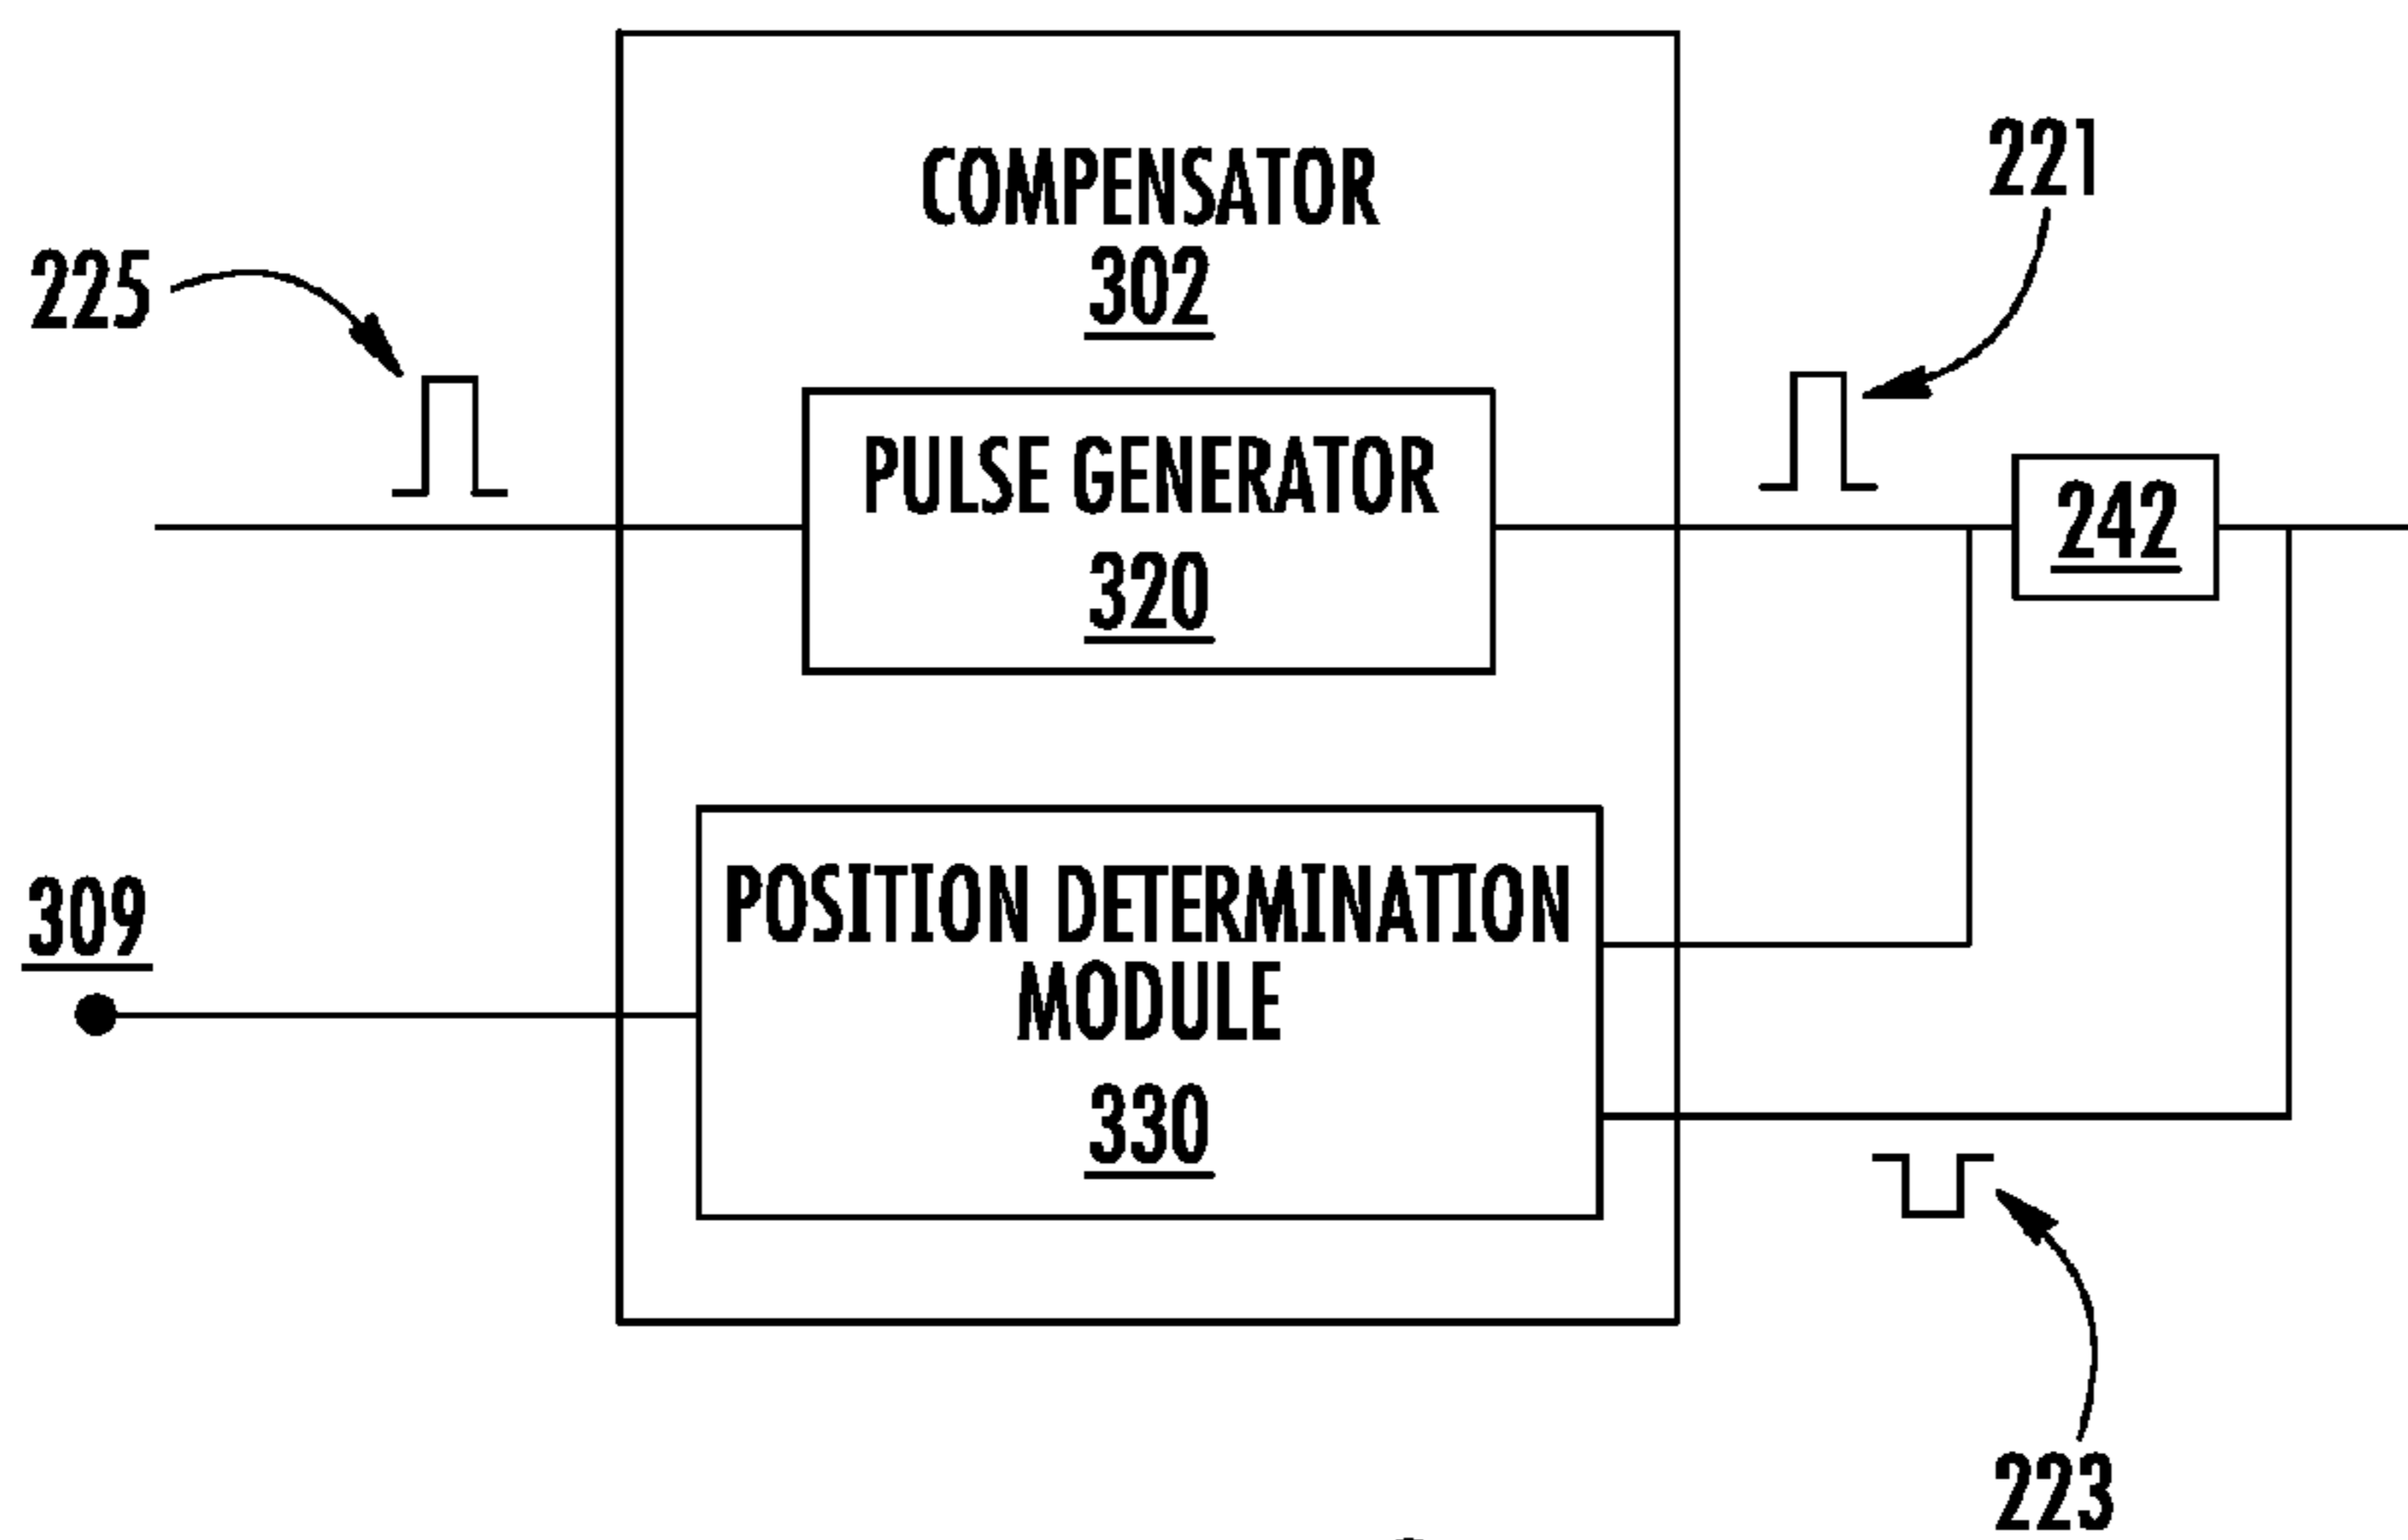 COMPENSATOR
302
221
225
PULSE GENERATOR
320
242
POSITION DETERMINATION
MODULE
330
309
223